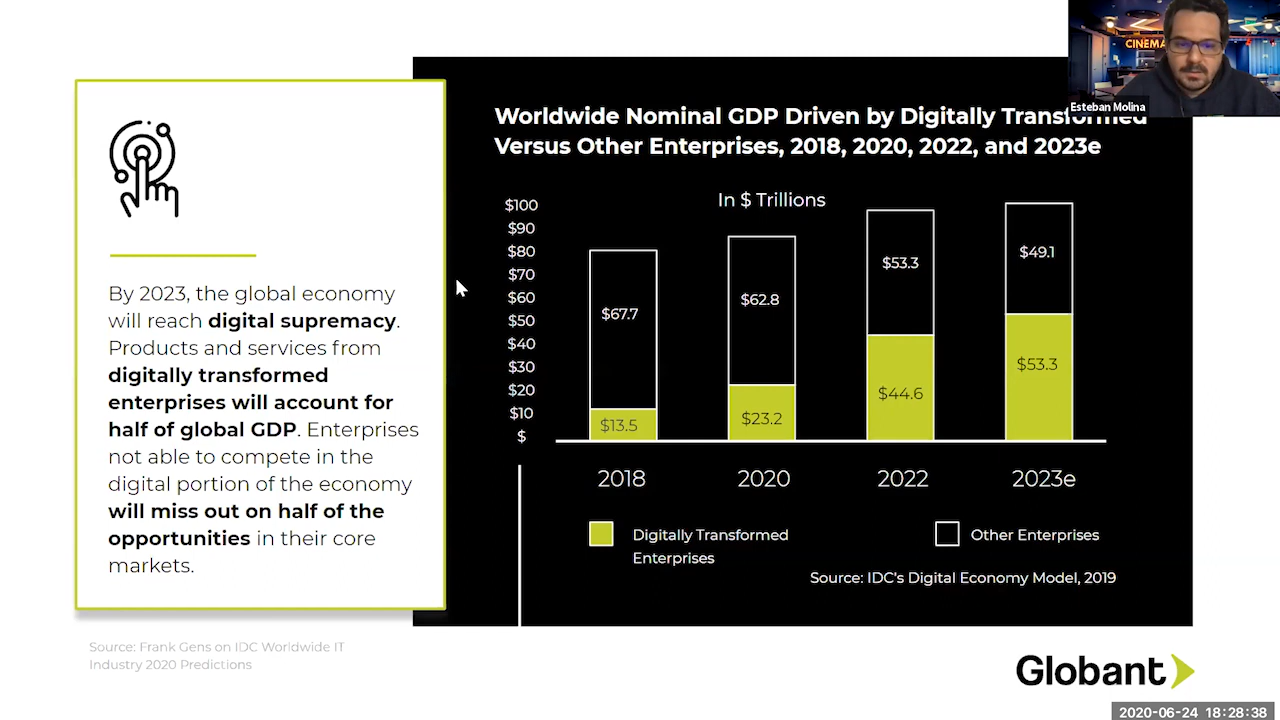 CINEMA
Esteban Molina
By 2023, the global economy
will reach digital supremacy.
Products and services from
digitally transformed
enterprises will account for
half of global GDP. Enterprises
not able to compete in the
digital portion of the economy
will miss out on half of the
opportunities in their core
markets.
Source: Frank Gens on IDC Worldwide IT
Industry 2020 Predictions
Worldwide Nominal GDP Driven by Digitally Transformed
Versus Other Enterprises, 2018, 2020, 2022, and 2023e
In $ Trillions
$100
$90
$80
$70
$60
$50
$40
$30
$20
$10
$
$67.7
$13.5
$62.8
$23.2
$53.3
$44.6
$49.1
$53.3
2018 2020 2022 2023e
Digitally Transformed
Enterprises
Other Enterprises
Source: IDC's Digital Economy Model, 2019
Globant
2020-06-24 18:28:38